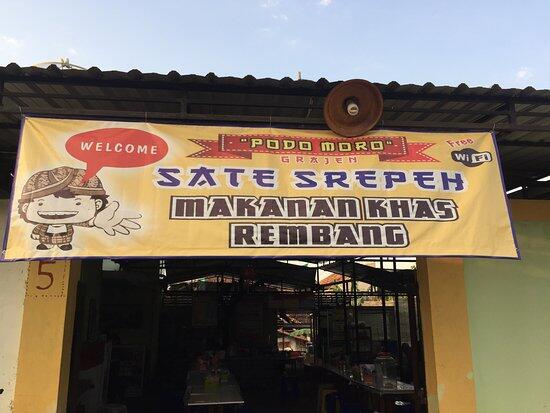 WELCOME
"PODO MORO"
GRAJEN
Free
Wi Fi
SATE SREPEH
MAKANAN KHAS
REMBANG
5